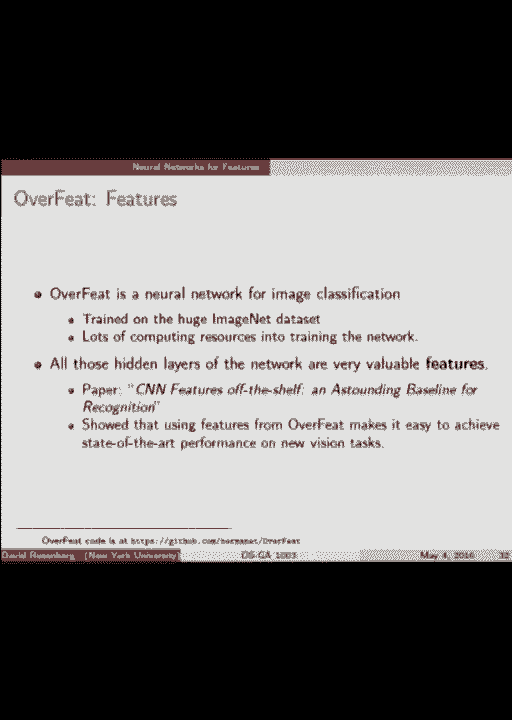 Neural Networks for Features
OverFeat: Features
OverFeat is a neural network for image classification
Trained on the huge ImageNet dataset
Lots of computing resources into training the network.
All those hidden layers of the network are very valuable features.
Paper: "CNN Features off-the-shelf: an Astounding Baseline for
Recognition"
Showed that using features from OverFeat makes it easy to achieve
state-of-the-art performance on new vision tasks.
OverFeat code is at https://github.com/sermanet/OverFeat
David Rosenberg (New York University)
DS-GA 1003
May 4, 2016